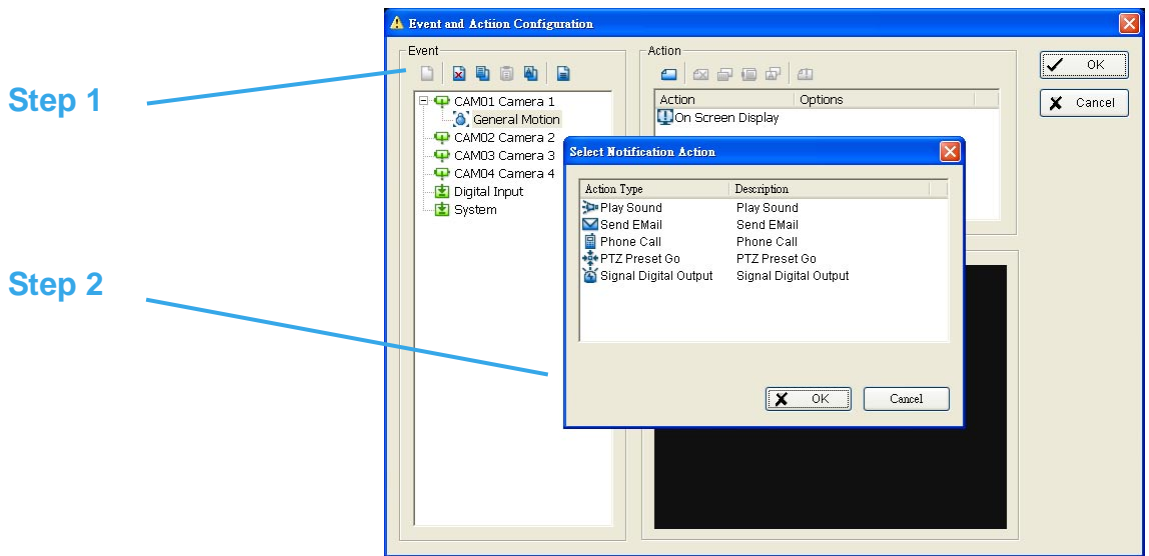 Event and Actiion Configuration
Event
Action
OK
Cancel
Step 1
CAM01 Camera 1
General Motion
CAM02 Camera 2
CAM03 Camera 3
CAM04 Camera 4
Digital Input
System
Action Options
On Screen Display
Select Notification Action
Action Type Description
Play Sound Play Sound
Send EMail Send EMail
Phone Call Phone Call
PTZ Preset Go PTZ Preset Go
Signal Digital Output Signal Digital Output
OK Cancel
Step 2